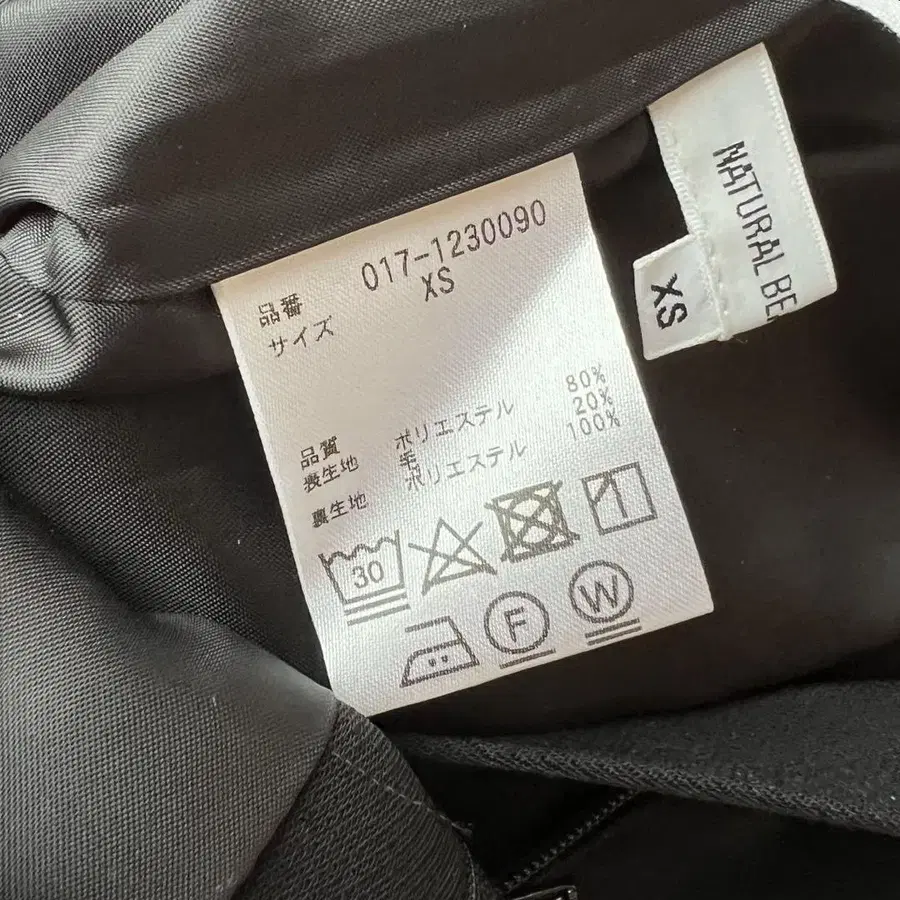 品番 017-1230090
サイズ XS
品質
表生地 ポリエステル 80%
毛 20%
裏生地 ポリエステル 100%
30
F
W
NATURAL BE
XS